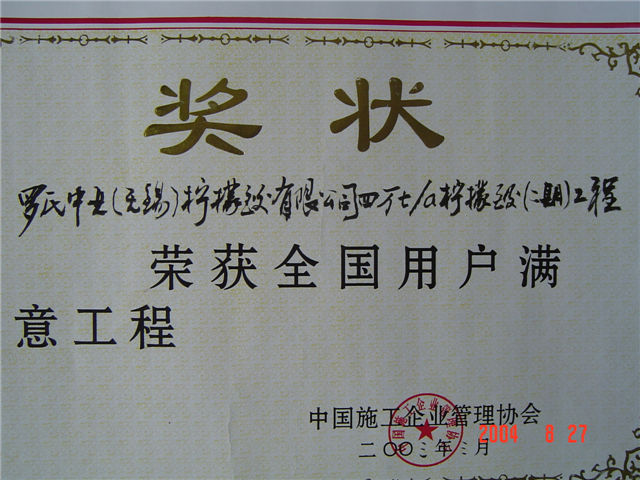 奖状
罗氏中亚(无锡)柠檬酸有限公司四万t/a柠檬酸(二期)工程
荣获全国用户满
意工程
中国施工企业管理协会
二〇〇三年三月
2004 8 27